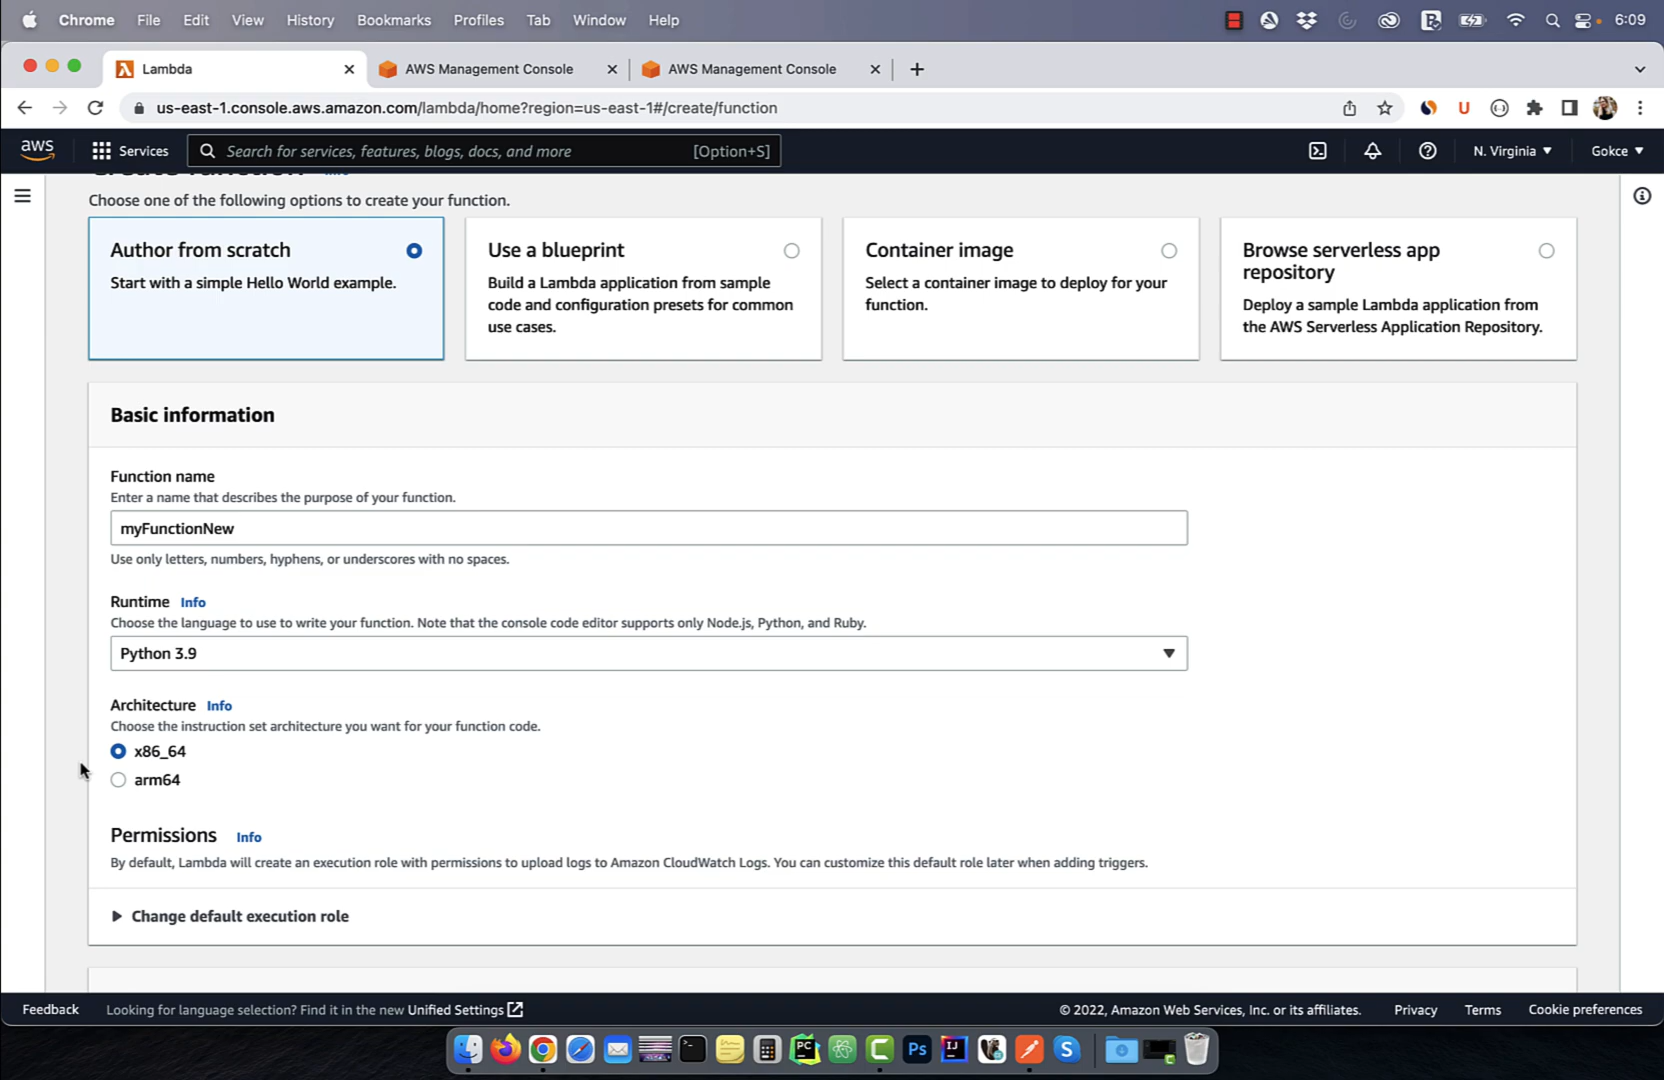 Chrome File Edit View History Bookmarks Profiles Tab Window Help 6:09
Lambda AWS Management Console AWS Management Console
us-east-1.console.aws.amazon.com/lambda/home?region=us-east-1#/create/function
aws Services Search for services, features, blogs, docs, and more [Option+S] N. Virginia Gokce
Choose one of the following options to create your function.
Author from scratch
Start with a simple Hello World example.
Use a blueprint
Build a Lambda application from sample
code and configuration presets for common
use cases.
Container image
Select a container image to deploy for your
function.
Browse serverless app
repository
Deploy a sample Lambda application from
the AWS Serverless Application Repository.
Basic information
Function name
Enter a name that describes the purpose of your function.
myFunctionNew
Use only letters, numbers, hyphens, or underscores with no spaces.
Runtime Info
Choose the language to use to write your function. Note that the console code editor supports only Node.js, Python, and Ruby.
Python 3.9
Architecture Info
Choose the instruction set architecture you want for your function code.
x86_64
arm64
Permissions Info
By default, Lambda will create an execution role with permissions to upload logs to Amazon CloudWatch Logs. You can customize this default role later when adding triggers.
Change default execution role
Feedback Looking for language selection? Find it in the new Unified Settings © 2022, Amazon Web Services, Inc. or its affiliates. Privacy Terms Cookie preferences
PC Ps IJ S